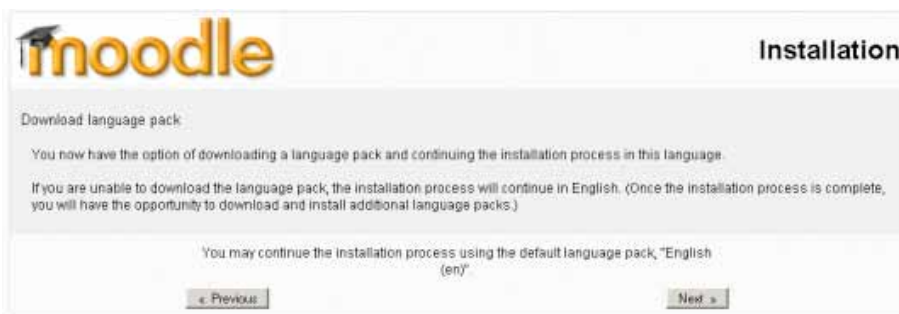 moodle
Installation
Download language pack
You now have the option of downloading a language pack and continuing the installation process in this language.
If you are unable to download the language pack, the installation process will continue in English. (Once the installation process is complete,
you will have the opportunity to download and install additional language packs.)
You may continue the installation process using the default language pack, "English
(en)"
« Previous
Next »